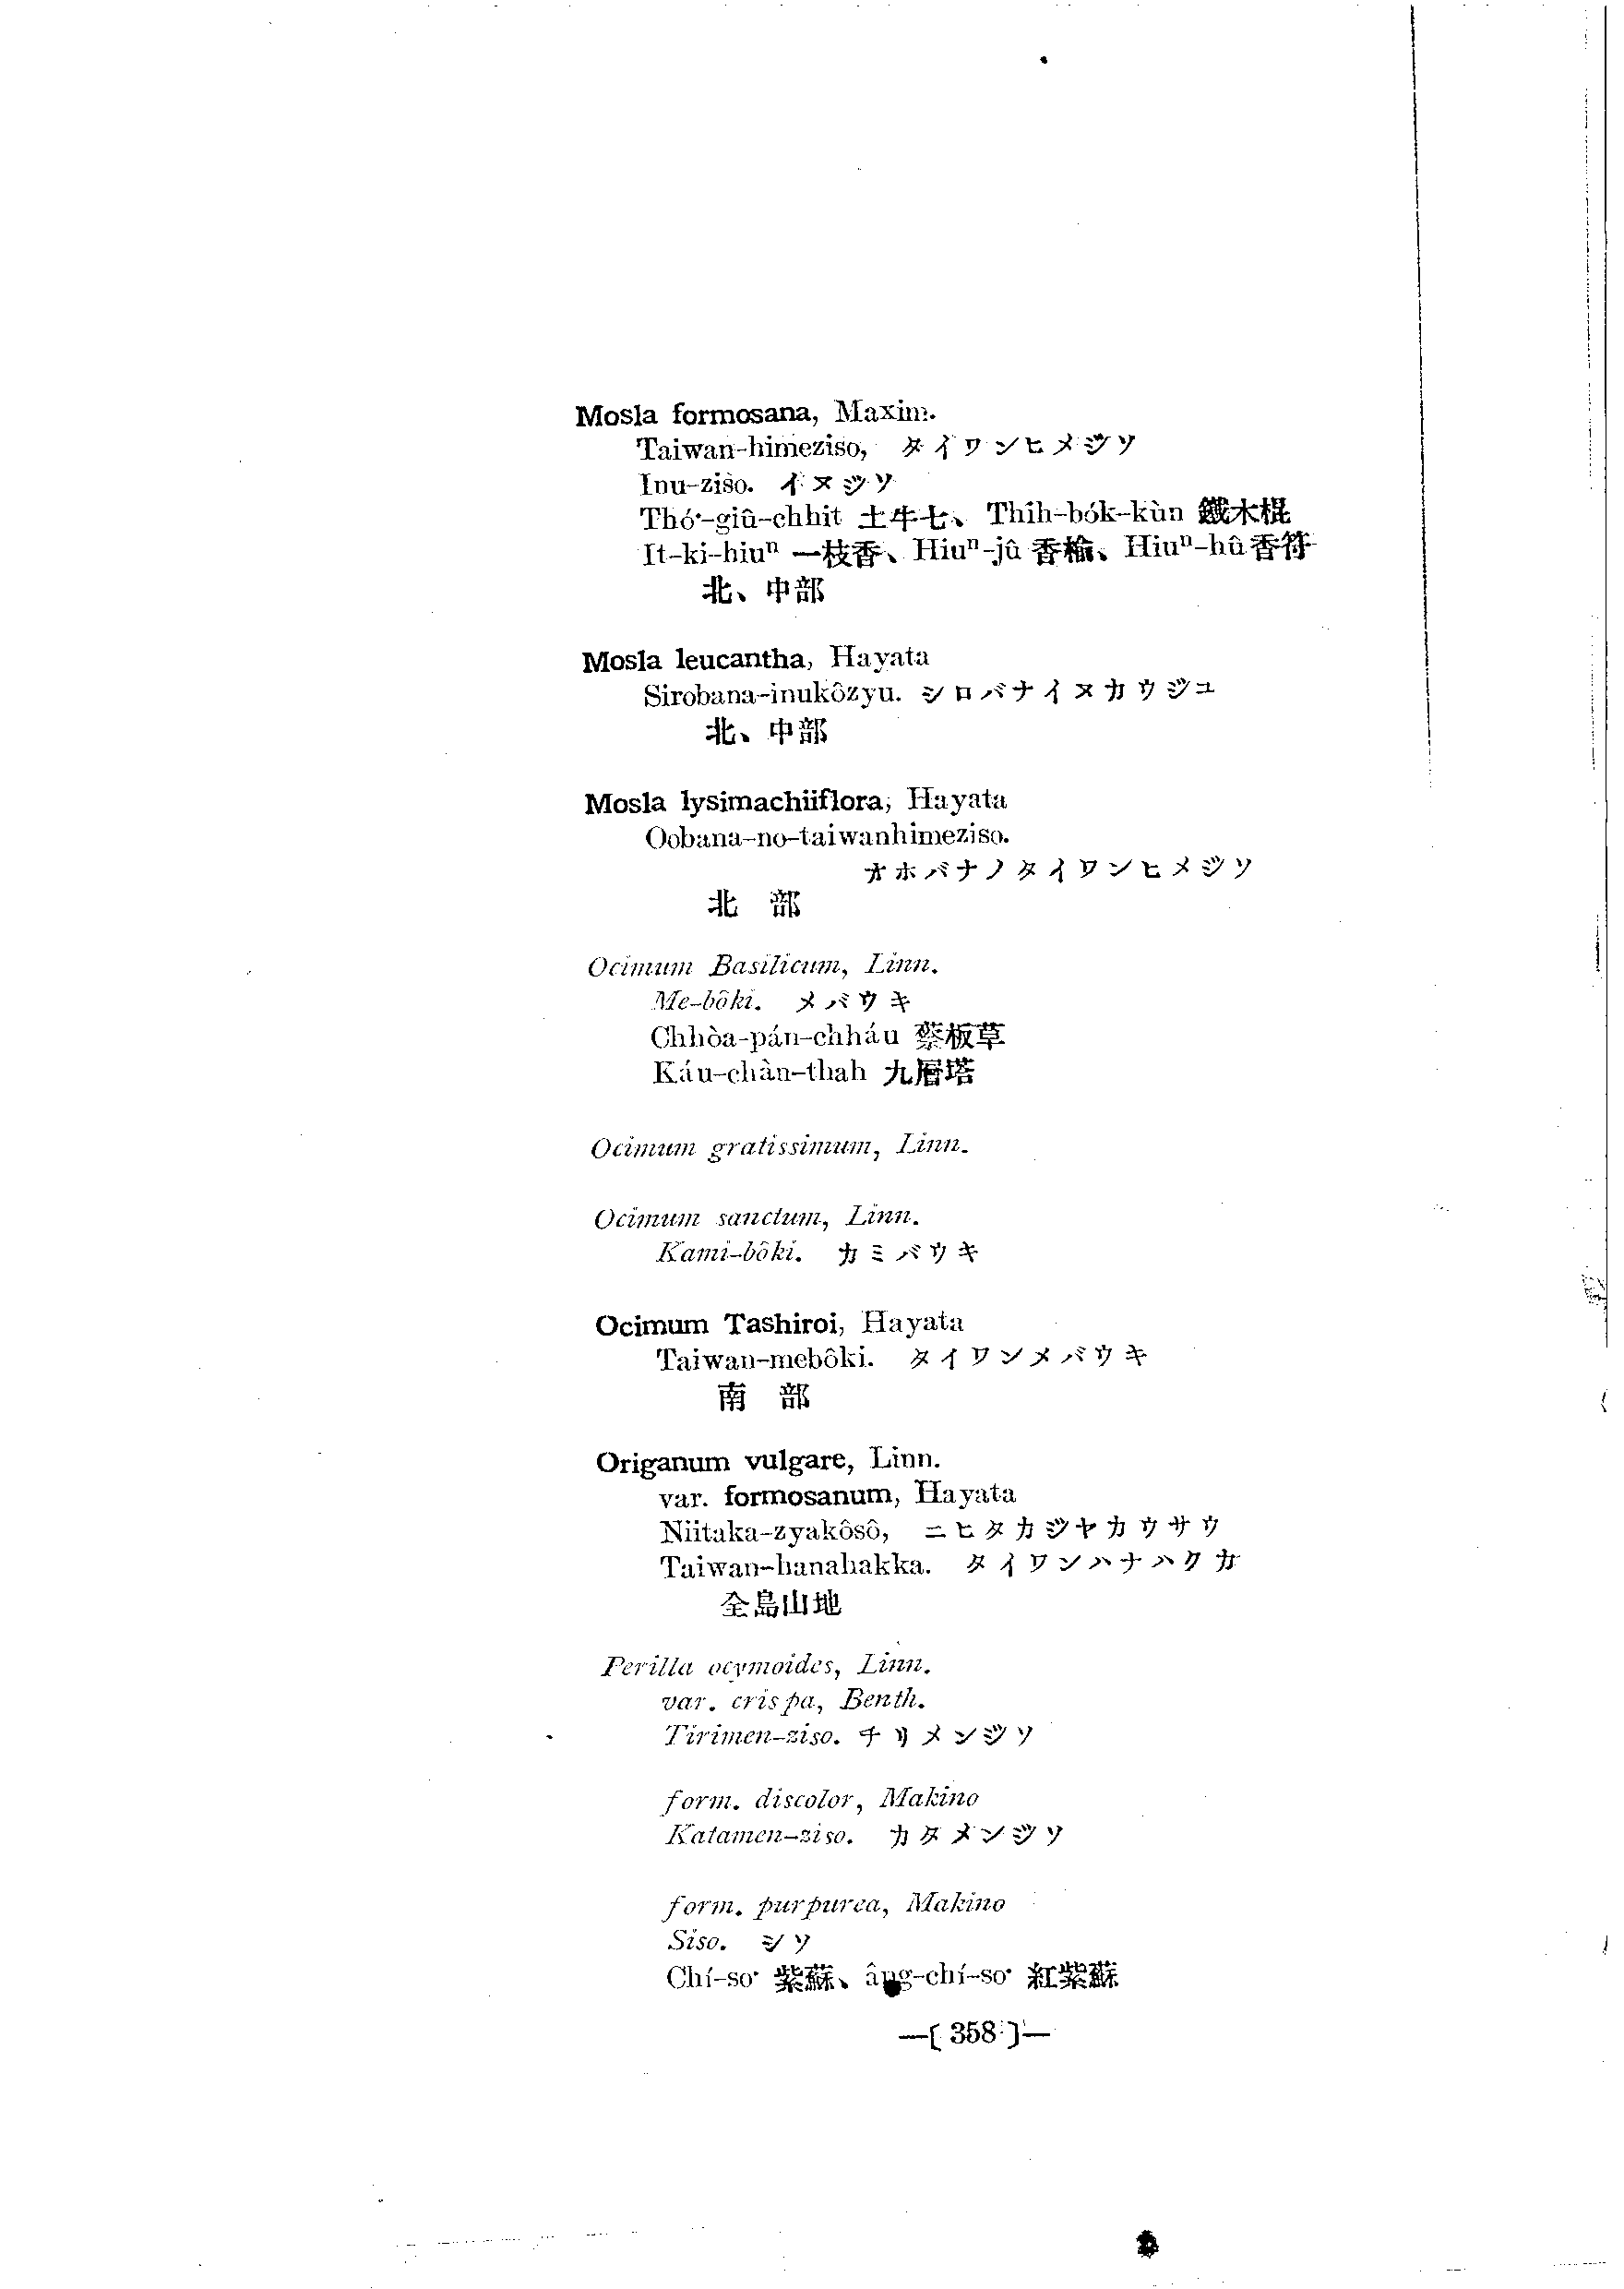 Mosla formosana, Maxim.
Taiwan-himeziso, タイワンヒメジソ
Inu-ziso. イヌジソ
Thó͘-giû-chhit 土牛七、 Thih-bók-kùn 鐵木棍
It-ki-hiuⁿ 一枝香、 Hiuⁿ-jû 香楡、 Hiuⁿ-hû 香符
北、中部
Mosla leucantha, Hayata
Sirobana-inukôzyu. シロバナイヌカウジユ
北、中部
Mosla lysimachiiflora, Hayata
Oobana-no-taiwanhimeziso.
オホバナノタイワンヒメジソ
北 部
Ocimum Basilicum, Linn.
Me-bôki. メバウキ
Chhòa-pán-chháu 蔡板草
Káu-chàn-thah 九層塔
Ocimum gratissimum, Linn.
Ocimum sanctum, Linn.
Kami-bôki. カミバウキ
Ocimum Tashiroi, Hayata
Taiwan-mebôki. タイワンメバウキ
南 部
Origanum vulgare, Linn.
var. formosanum, Hayata
Niitaka-zyakôsô, ニヒタカジヤカウサウ
Taiwan-hanahakka. タイワンハナハクカ
全島山地
Perilla ocymoides, Linn.
var. crispa, Benth.
Tirimen-ziso. チリメンジソ
form. discolor, Makino
Katamen-ziso. カタメンジソ
form. purpurea, Makino
Siso. シソ
Chí-so͘ 紫蘇、 âng-chí-so͘ 紅紫蘇
—[ 358 ]—